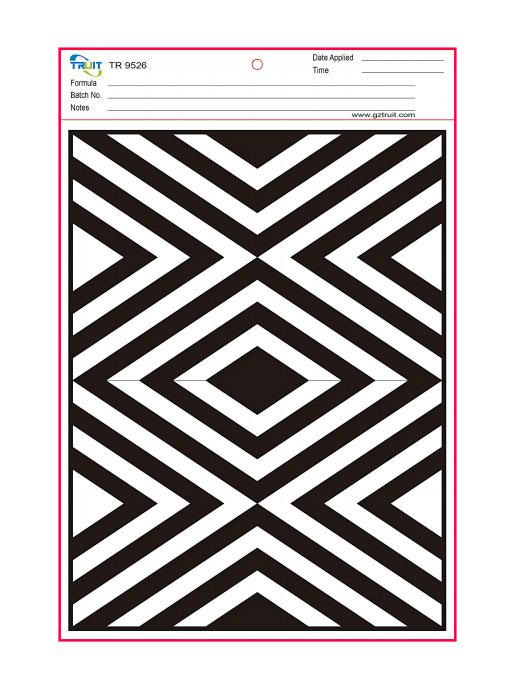 TRUIT TR 9526
Date Applied
Time
Formula
Batch No.
Notes
www.gztruit.com